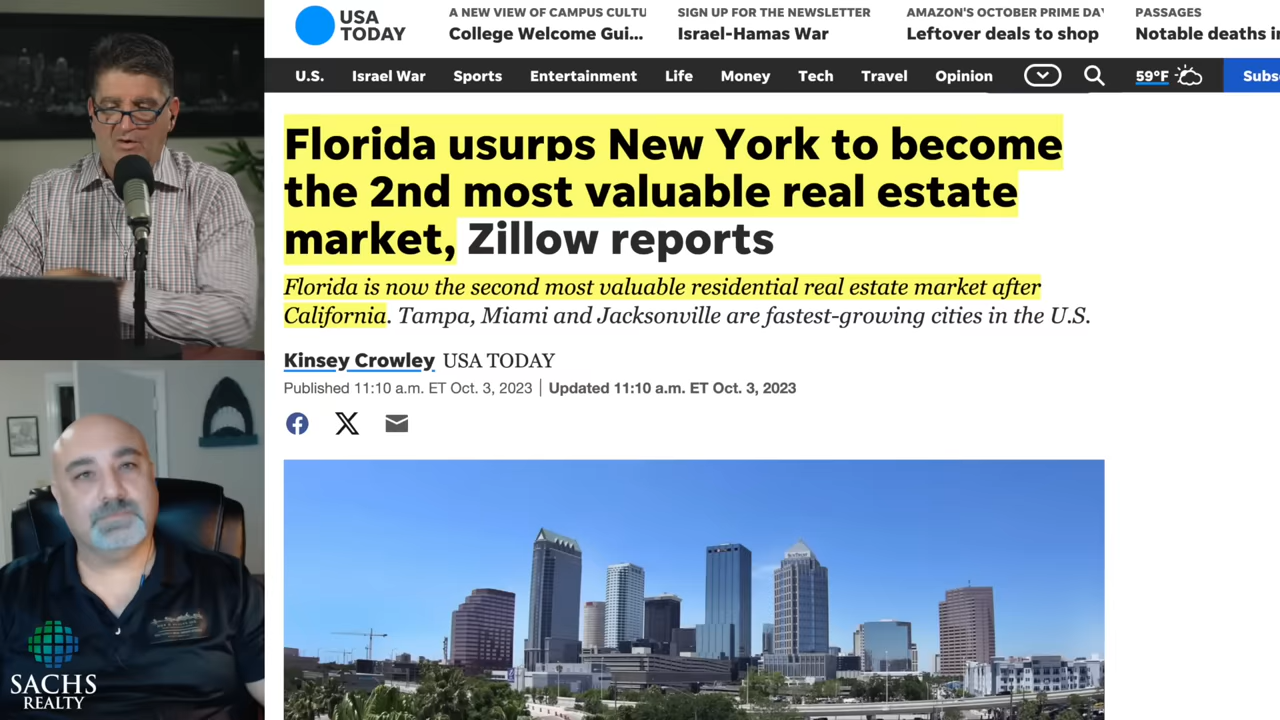 USA
TODAY
A NEW VIEW OF CAMPUS CULTU
College Welcome Gui...
SIGN UP FOR THE NEWSLETTER
Israel-Hamas War
AMAZON'S OCTOBER PRIME DAY
Leftover deals to shop
PASSAGES
Notable deaths in
U.S. Israel War Sports Entertainment Life Money Tech Travel Opinion 59°F Subs
Florida usurps New York to become
the 2nd most valuable real estate
market, Zillow reports
Florida is now the second most valuable residential real estate market after
California. Tampa, Miami and Jacksonville are fastest-growing cities in the U.S.
Kinsey Crowley USA TODAY
Published 11:10 a.m. ET Oct. 3, 2023 | Updated 11:10 a.m. ET Oct. 3, 2023
SACHS
REALTY